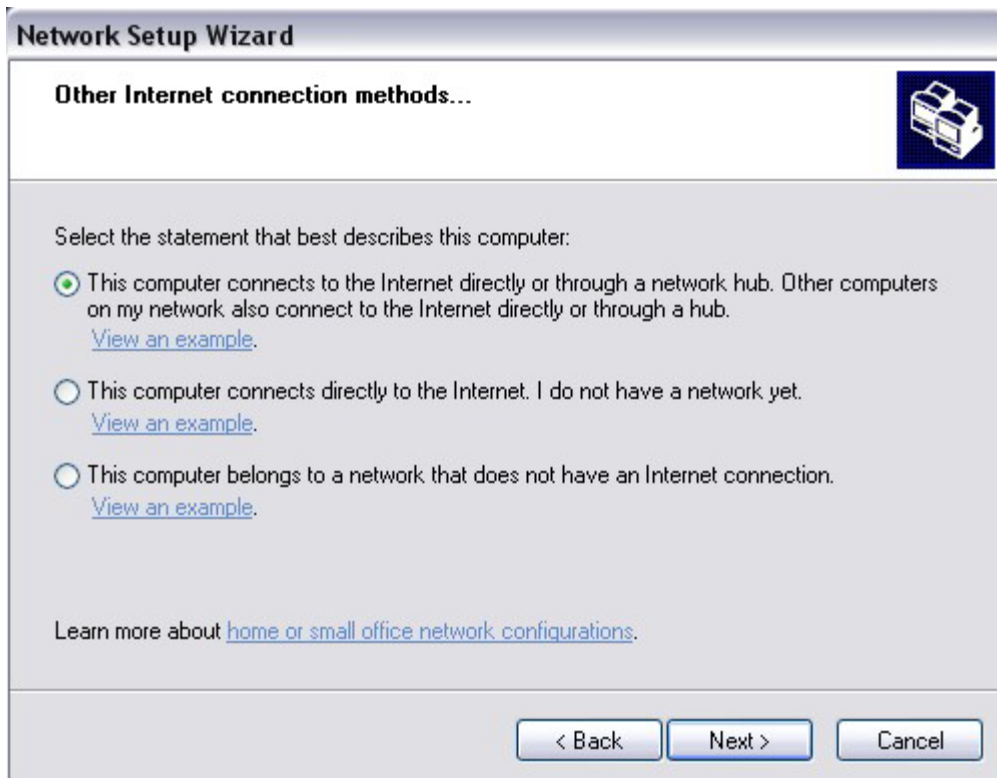 Network Setup Wizard
Other Internet connection methods...
Select the statement that best describes this computer:
This computer connects to the Internet directly or through a network hub. Other computers
on my network also connect to the Internet directly or through a hub.
View an example.
This computer connects directly to the Internet. I do not have a network yet.
View an example.
This computer belongs to a network that does not have an Internet connection.
View an example.
Learn more about home or small office network configurations.
< Back
Next >
Cancel